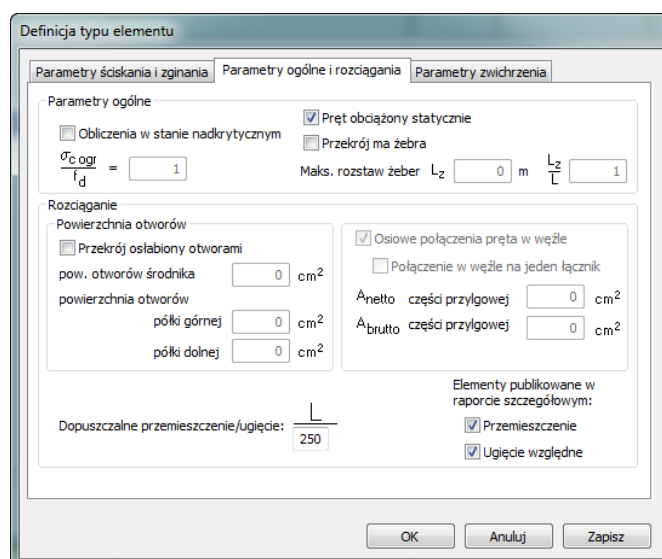 Definicja typu elementu
Parametry ściskania i zginania
Parametry ogólne i rozciągania
Parametry zwichrzenia
Parametry ogólne
Obliczenia w stanie nadkrytycznym
σc ogr / fd = 1
Pręt obciążony statycznie
Przekrój ma żebra
Maks. rozstaw żeber Lz 0 m Lz / L 1
Rozciąganie
Powierzchnia otworów
Przekrój osłabiony otworami
pow. otworów środnika 0 cm2
powierzchnia otworów
półki górnej 0 cm2
półki dolnej 0 cm2
Osiowe połączenia pręta w węźle
Połączenie w węźle na jeden łącznik
Anetto części przylgowej 0 cm2
Abrutto części przylgowej 0 cm2
Dopuszczalne przemieszczenie/ugięcie: L / 250
Elementy publikowane w
raporcie szczegółowym:
Przemieszczenie
Ugięcie względne
OK
Anuluj
Zapisz